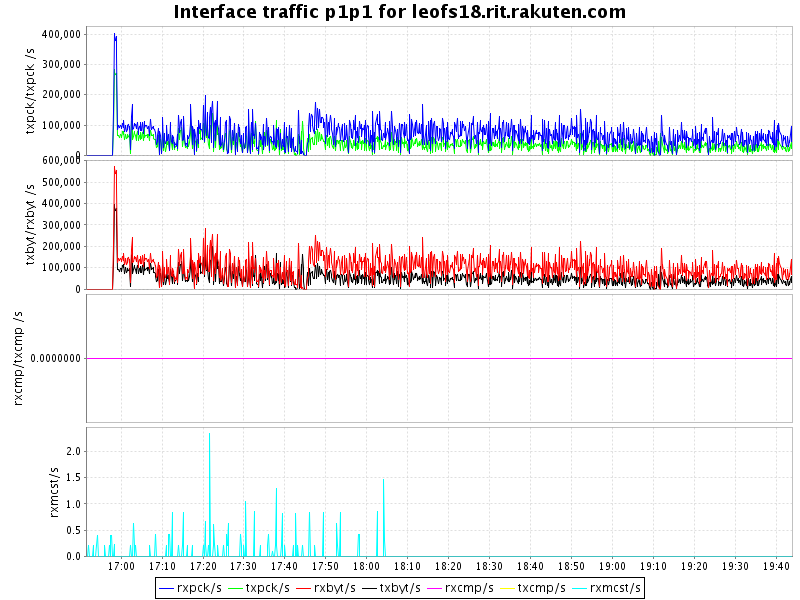 Interface traffic p1p1 for leofs18.rit.rakuten.com
txpck/txpck /s
400,000
300,000
200,000
100,000
0
txbyt/rxbyt /s
600,000
500,000
400,000
300,000
200,000
100,000
0
rxcmp/txcmp /s
0.0000000
rxmcst/s
2.0
1.5
1.0
0.5
0.0
17:00 17:10 17:20 17:30 17:40 17:50 18:00 18:10 18:20 18:30 18:40 18:50 19:00 19:10 19:20 19:30 19:40
rxpck/s txpck/s rxbyt/s txbyt/s rxcmp/s txcmp/s rxmcst/s